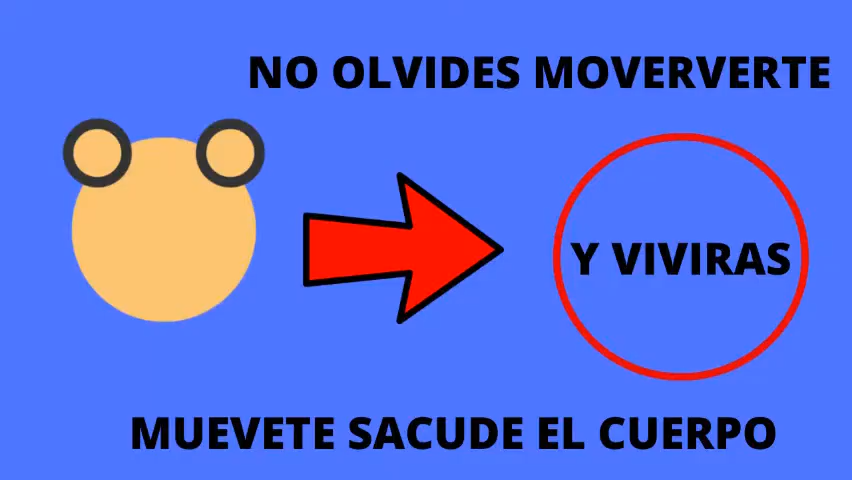 NO OLVIDES MOVERVERTE
Y VIVIRAS
MUEVETE SACUDE EL CUERPO